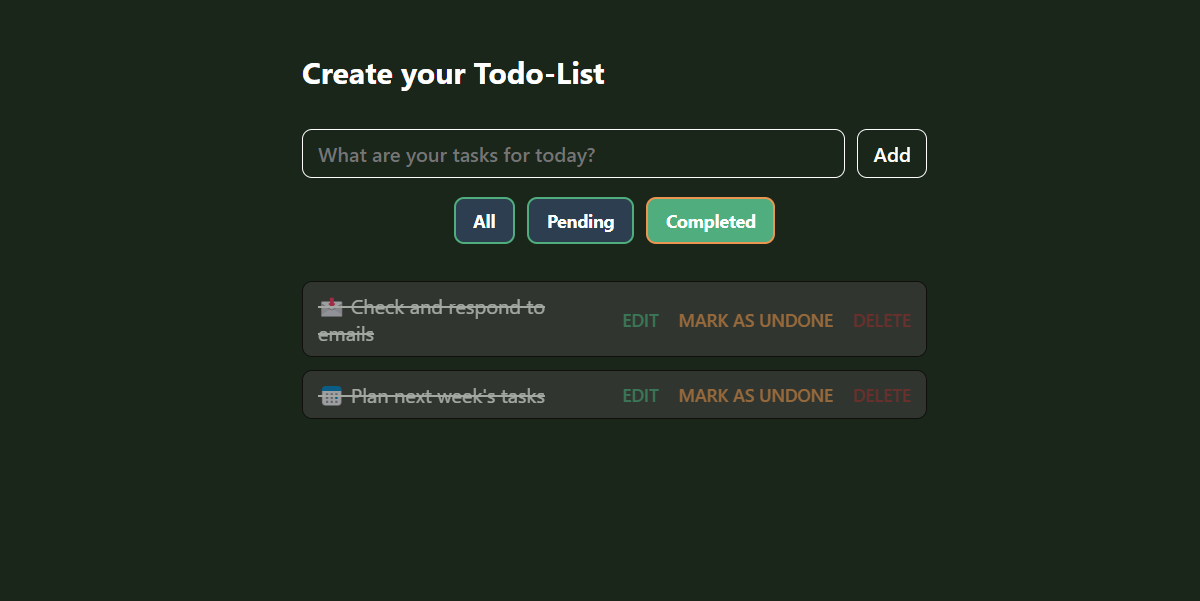 Create your Todo-List
What are your tasks for today?
Add
All
Pending
Completed
📩 Check and respond to
emails
EDIT
MARK AS UNDONE
DELETE
📅 Plan next week's tasks
EDIT
MARK AS UNDONE
DELETE